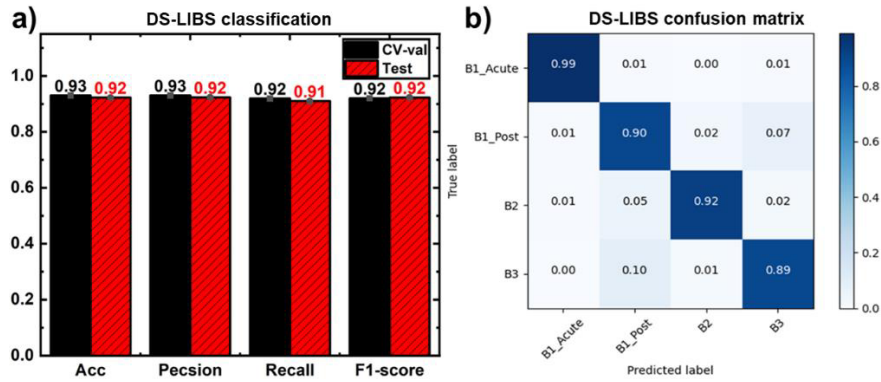 a)
DS-LIBS classification
CV-val
Test
0.93 0.92 0.93 0.92 0.92 0.91 0.92 0.92
1.0
0.8
0.6
0.4
0.2
0.0
Acc Pecsion Recall F1-score
b)
DS-LIBS confusion matrix
True label
B1_Acute 0.99 0.01 0.00 0.01
B1_Post 0.01 0.90 0.02 0.07
B2 0.01 0.05 0.92 0.02
B3 0.00 0.10 0.01 0.89
B1_Acute B1_Post B2 B3
Predicted label
0.8
0.6
0.4
0.2
0.0